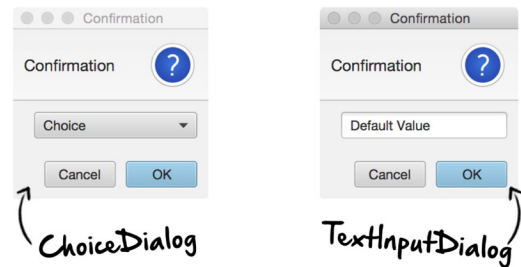 Confirmation
Confirmation
?
Choice
Cancel
OK
ChoiceDialog
Confirmation
Confirmation
?
Default Value
Cancel
OK
TextInputDialog